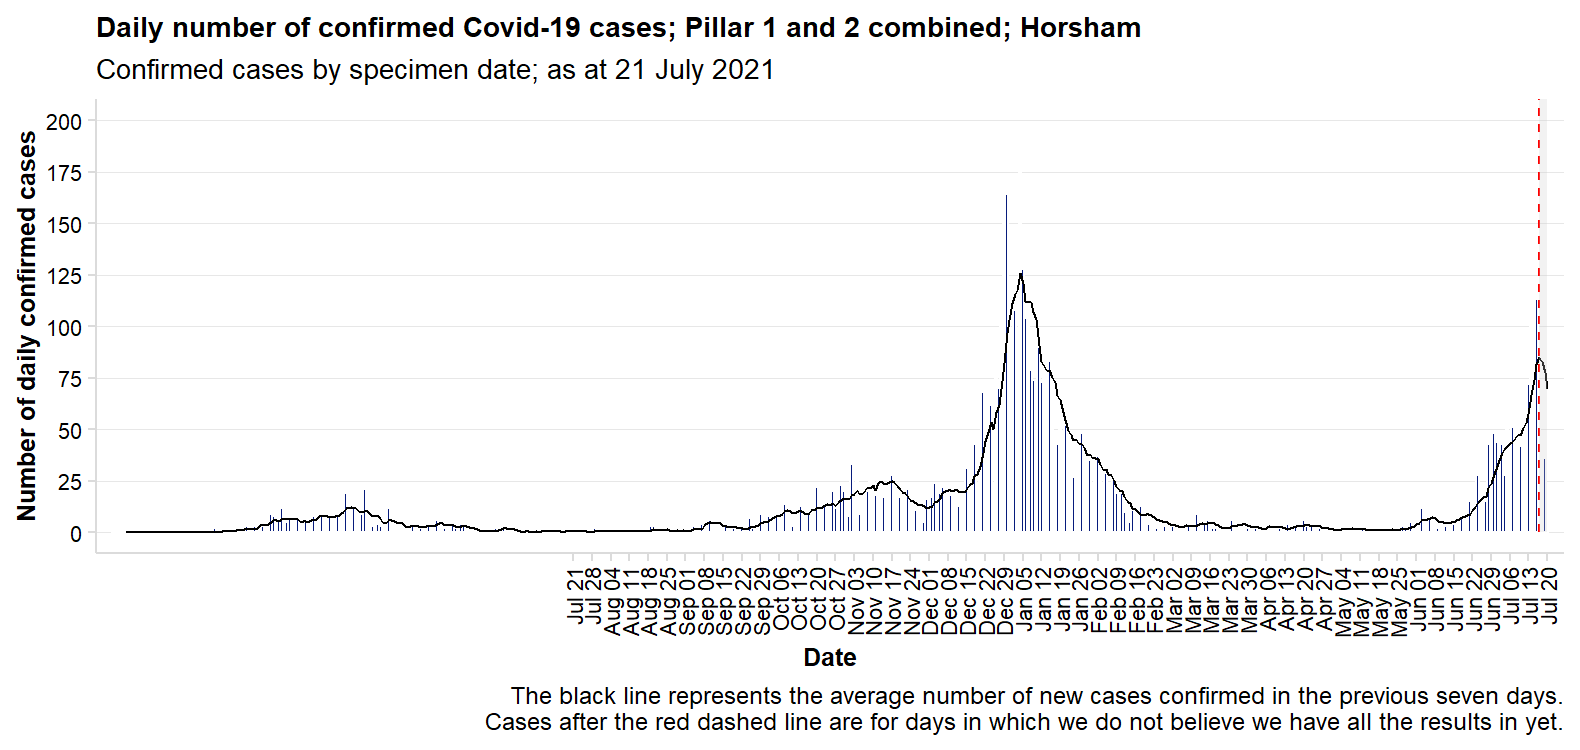 Daily number of confirmed Covid-19 cases; Pillar 1 and 2 combined; Horsham
Confirmed cases by specimen date; as at 21 July 2021
Number of daily confirmed cases
200
175
150
125
100
75
50
25
0
Jul 21
Jul 28
Aug 04
Aug 11
Aug 18
Aug 25
Sep 01
Sep 08
Sep 15
Sep 22
Sep 29
Oct 06
Oct 13
Oct 20
Oct 27
Nov 03
Nov 10
Nov 17
Nov 24
Dec 01
Dec 08
Dec 15
Dec 22
Dec 29
Jan 05
Jan 12
Jan 19
Jan 26
Feb 02
Feb 09
Feb 16
Feb 23
Mar 02
Mar 09
Mar 16
Mar 23
Mar 30
Apr 06
Apr 13
Apr 20
Apr 27
May 04
May 11
May 18
May 25
Jun 01
Jun 08
Jun 15
Jun 22
Jun 29
Jul 06
Jul 13
Jul 20
Date
The black line represents the average number of new cases confirmed in the previous seven days.
Cases after the red dashed line are for days in which we do not believe we have all the results in yet.